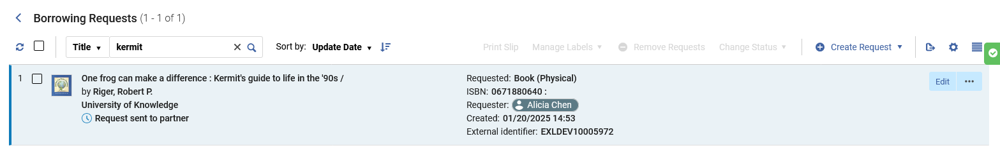 Borrowing Requests (1 - 1 of 1)
Title kermit Sort by: Update Date Print Slip Manage Labels Remove Requests Change Status Create Request
1 One frog can make a difference : Kermit's guide to life in the '90s / Requested: Book (Physical) Edit
by Riger, Robert P. ISBN: 0671880640 :
University of Knowledge Requester: Alicia Chen
Request sent to partner Created: 01/20/2025 14:53
External identifier: EXLDEV10005972